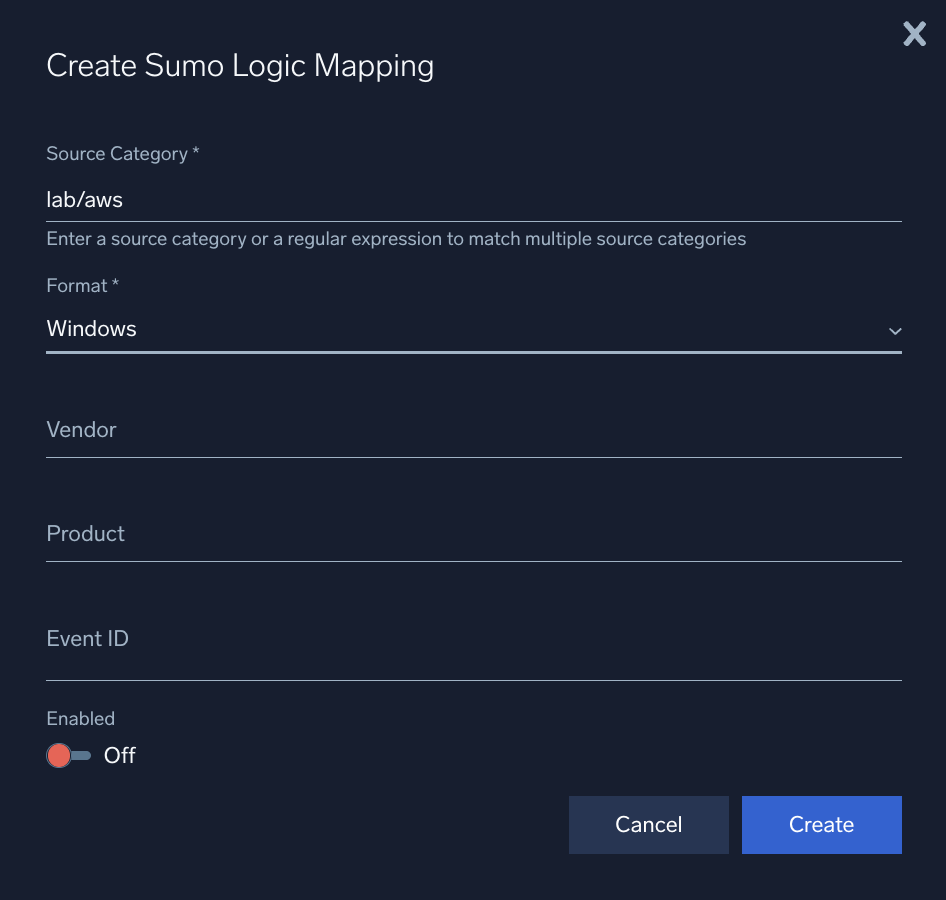 Create Sumo Logic Mapping
Source Category *
lab/aws
Enter a source category or a regular expression to match multiple source categories
Format *
Windows
Vendor
Product
Event ID
Enabled
Off
Cancel
Create